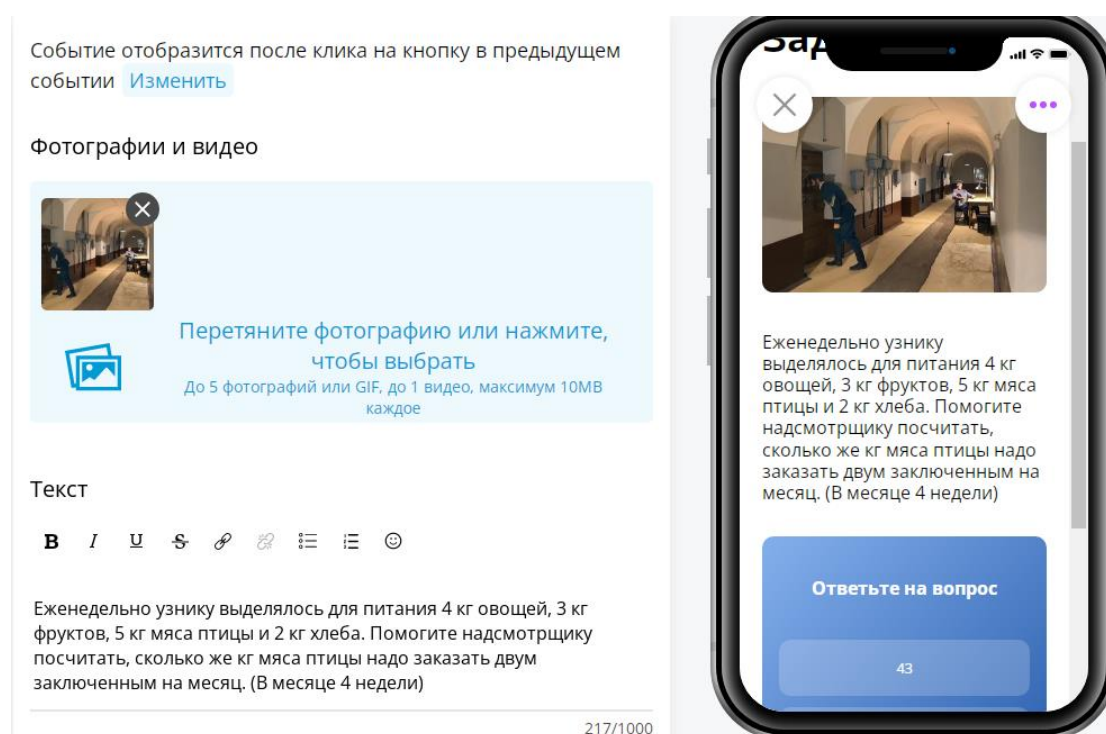 Событие отобразится после клика на кнопку в предыдущем
событии Изменить
Фотографии и видео
Перетяните фотографию или нажмите,
чтобы выбрать
До 5 фотографий или GIF, до 1 видео, максимум 10MB
каждое
Текст
B I U S
Еженедельно узнику выделялось для питания 4 кг овощей, 3 кг
фруктов, 5 кг мяса птицы и 2 кг хлеба. Помогите надсмотрщику
посчитать, сколько же кг мяса птицы надо заказать двум
заключенным на месяц. (В месяце 4 недели)
217/1000
Еженедельно узнику
выделялось для питания 4 кг
овощей, 3 кг фруктов, 5 кг мяса
птицы и 2 кг хлеба. Помогите
надсмотрщику посчитать,
сколько же кг мяса птицы надо
заказать двум заключенным на
месяц. (В месяце 4 недели)
Ответьте на вопрос
43